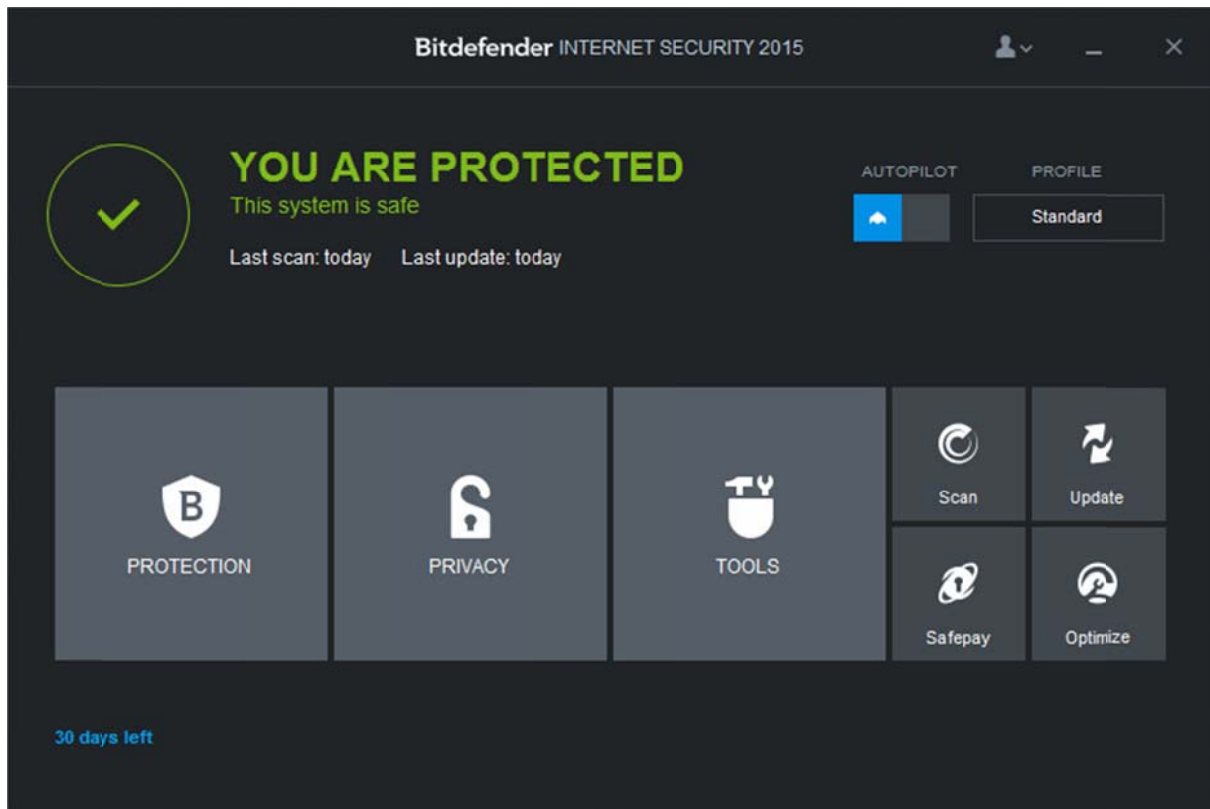 Bitdefender INTERNET SECURITY 2015
YOU ARE PROTECTED
This system is safe
Last scan: today Last update: today
AUTOPILOT
PROFILE
Standard
B
PROTECTION
PRIVACY
TOOLS
Scan
Update
Safepay
Optimize
30 days left